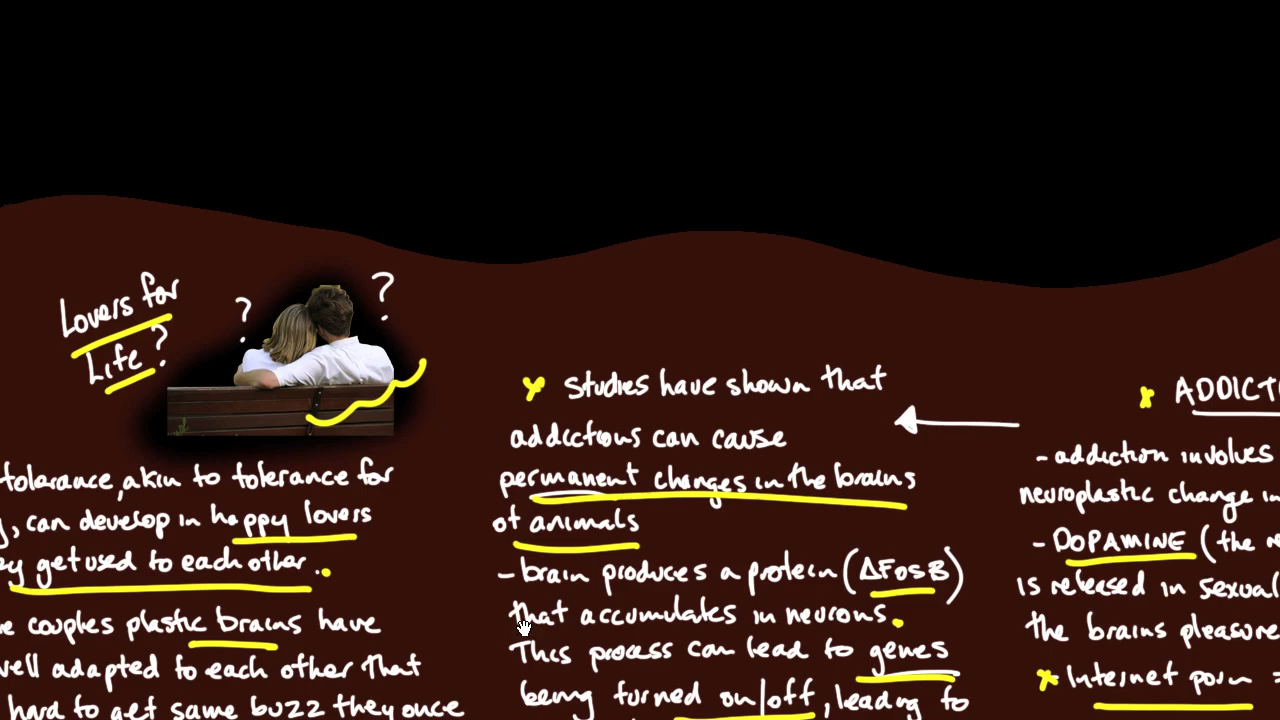 Lovers for
Life?
? ?
tolerance, akin to tolerance for
, can develop in happy lovers
ey get used to each other.
e couples plastic brains have
well adapted to each other that
hard to get same buzz they once
* Studies have shown that
addictions can cause
permanent changes in the brains
of animals
- brain produces a protein (ΔFosB)
that accumulates in neurons.
This process can lead to genes
being turned on/off, leading to
* ADDICT
- addiction involves
neuroplastic change in
- DOPAMINE (the re
is released in sexual
the brains pleasure
* Internet porn